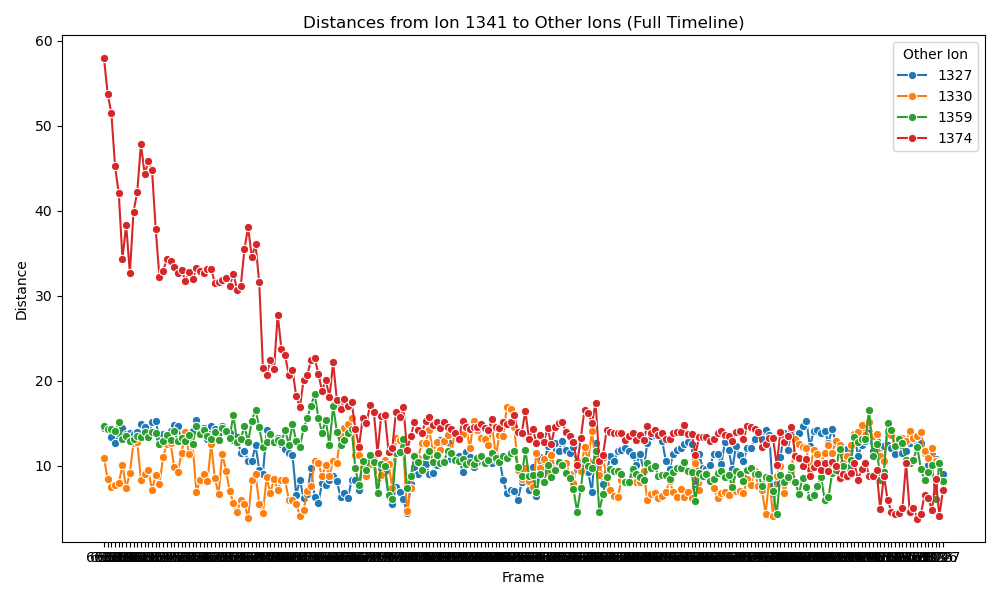 Distances from Ion 1341 to Other Ions (Full Timeline)
60
50
40
30
20
10
Distance
Frame
Other Ion
1327
1330
1359
1374